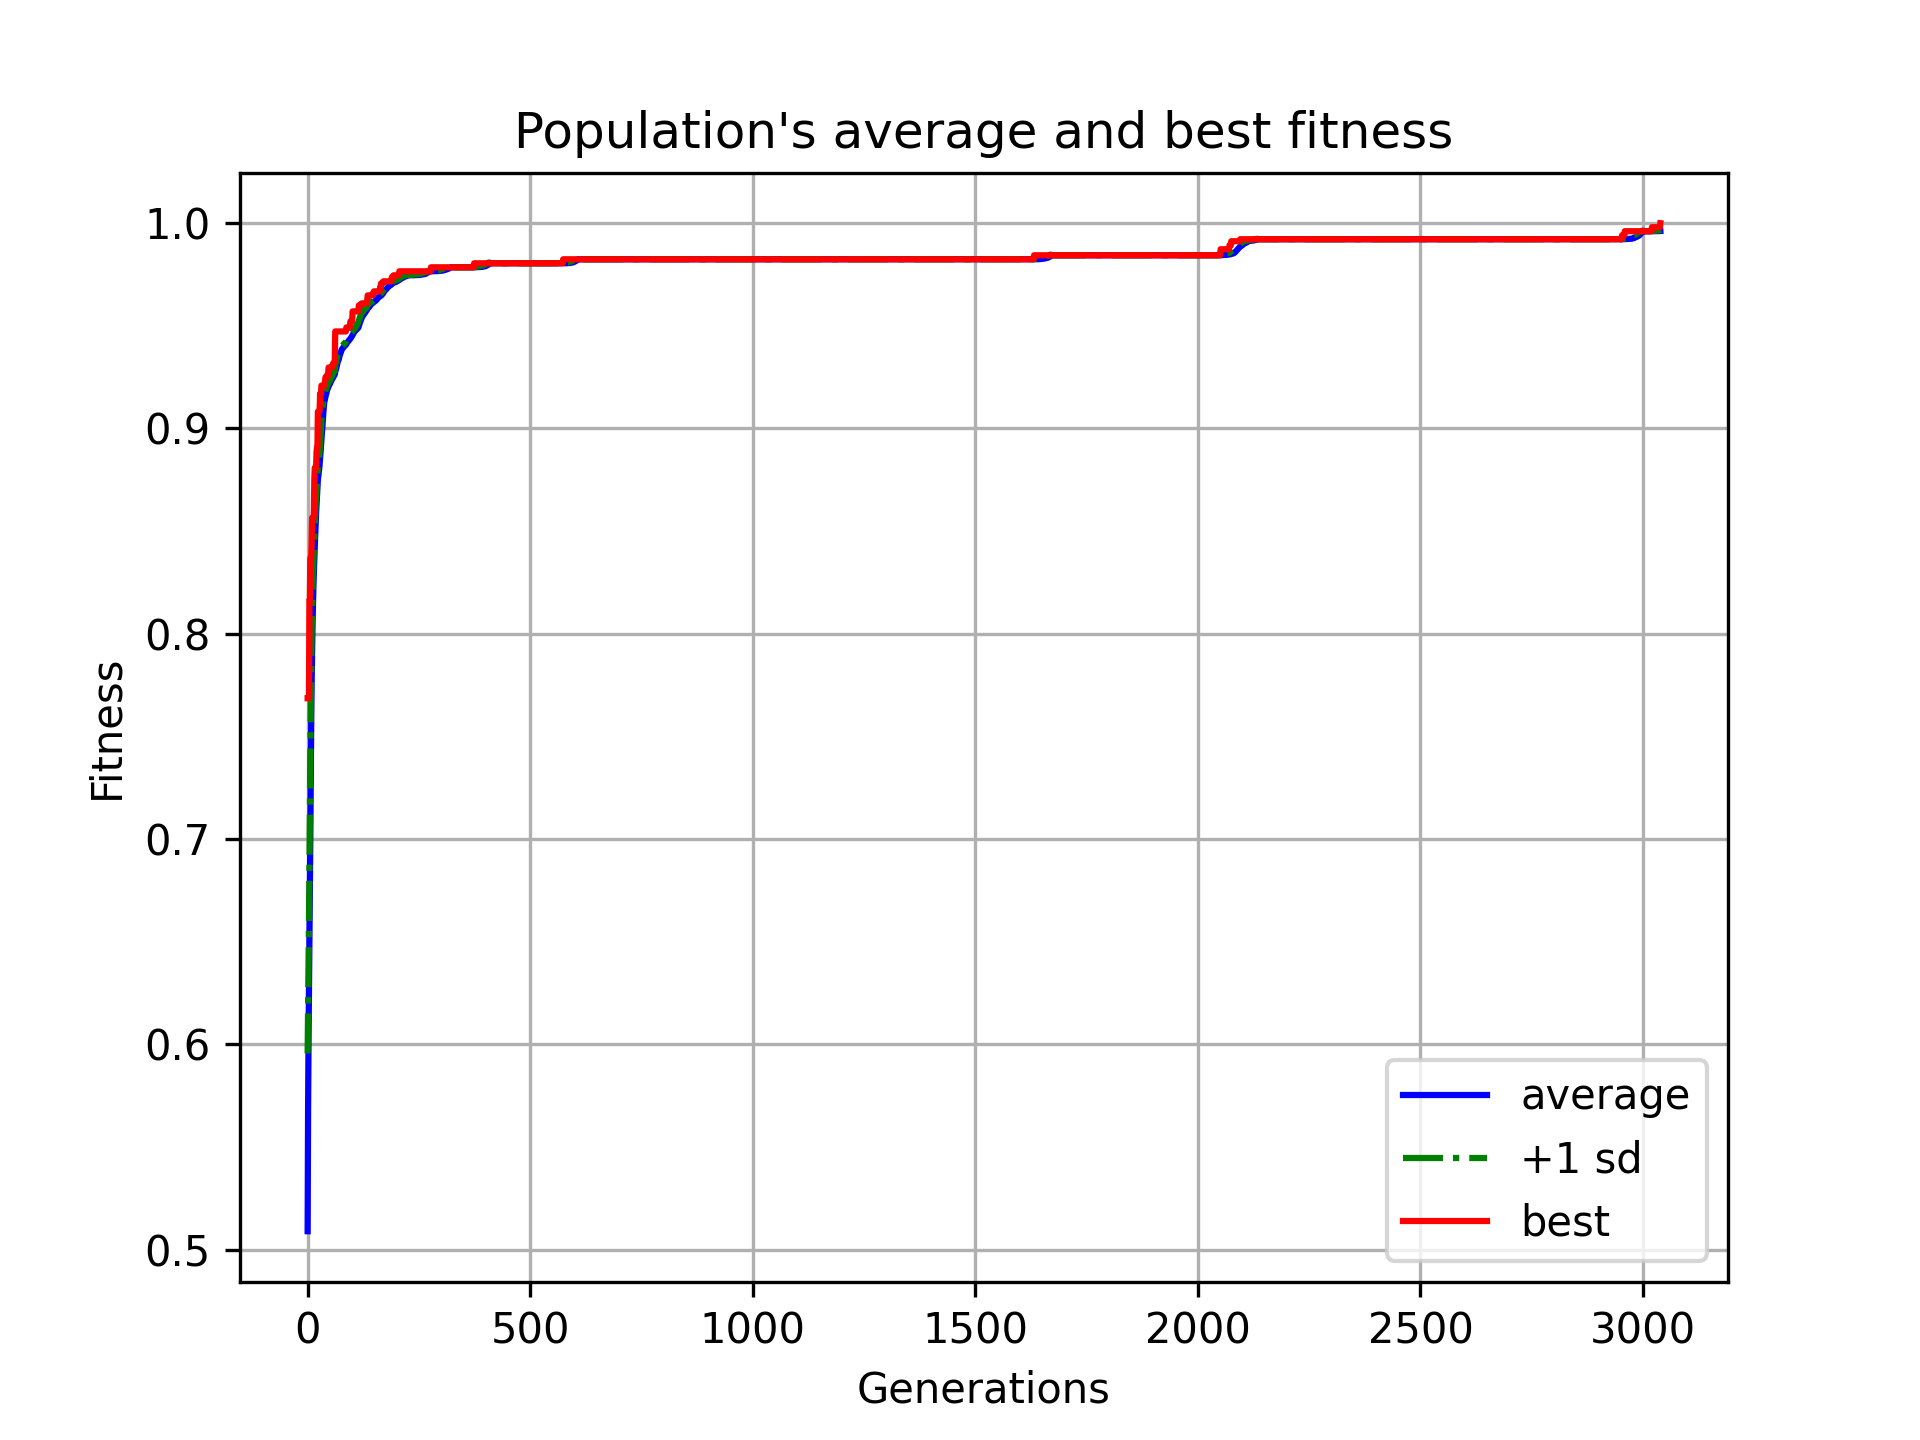 Population's average and best fitness
1.0
0.9
0.8
0.7
0.6
0.5
Fitness
0 500 1000 1500 2000 2500 3000
Generations
average
+1 sd
best